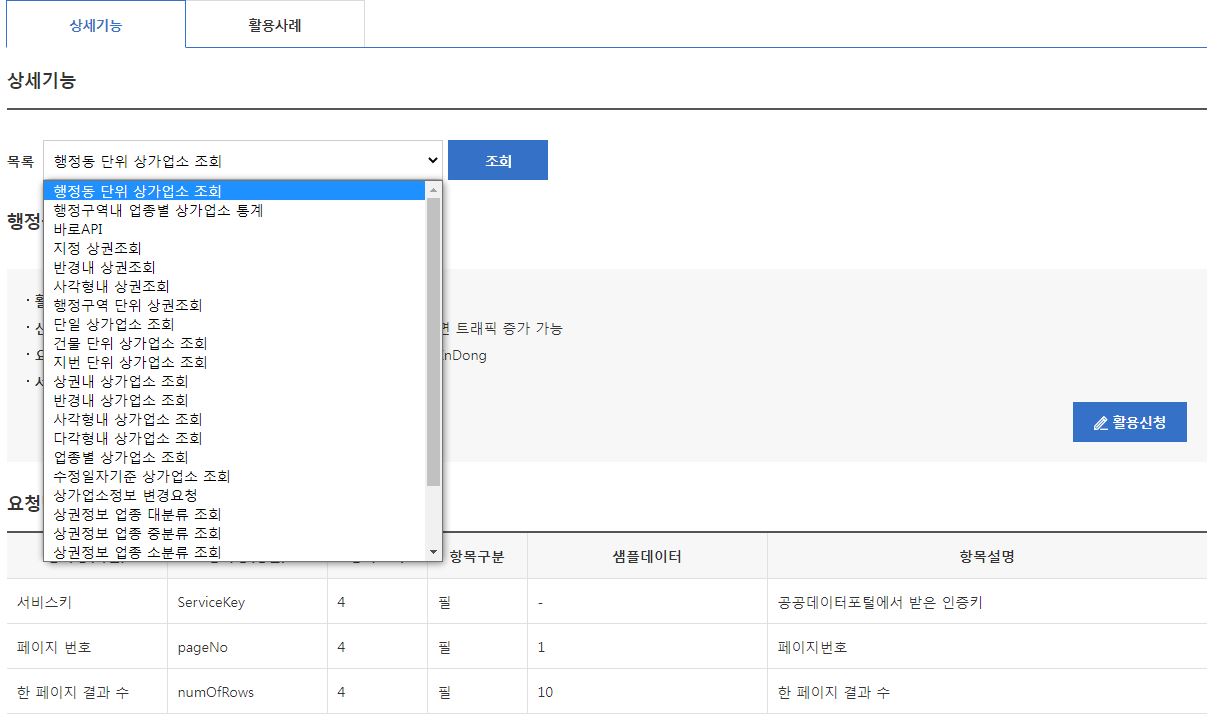 상세기능
활용사례
상세기능
목록
행정동 단위 상가업소 조회
조회
행정동 단위 상가업소 조회
행정구역내 업종별 상가업소 통계
바로API
지정 상권조회
반경내 상권조회
사각형내 상권조회
행정구역 단위 상권조회
단일 상가업소 조회
건물 단위 상가업소 조회
지번 단위 상가업소 조회
상권내 상가업소 조회
반경내 상가업소 조회
사각형내 상가업소 조회
다각형내 상가업소 조회
업종별 상가업소 조회
수정일자기준 상가업소 조회
상가업소정보 변경요청
상권정보 업종 대분류 조회
상권정보 업종 중분류 조회
상권정보 업종 소분류 조회
행정
트래픽 증가 가능
nDong
활용신청
요청
항목구분 샘플데이터 항목설명
서비스키 ServiceKey 4 필 - 공공데이터포털에서 받은 인증키
페이지 번호 pageNo 4 필 1 페이지번호
한 페이지 결과 수 numOfRows 4 필 10 한 페이지 결과 수